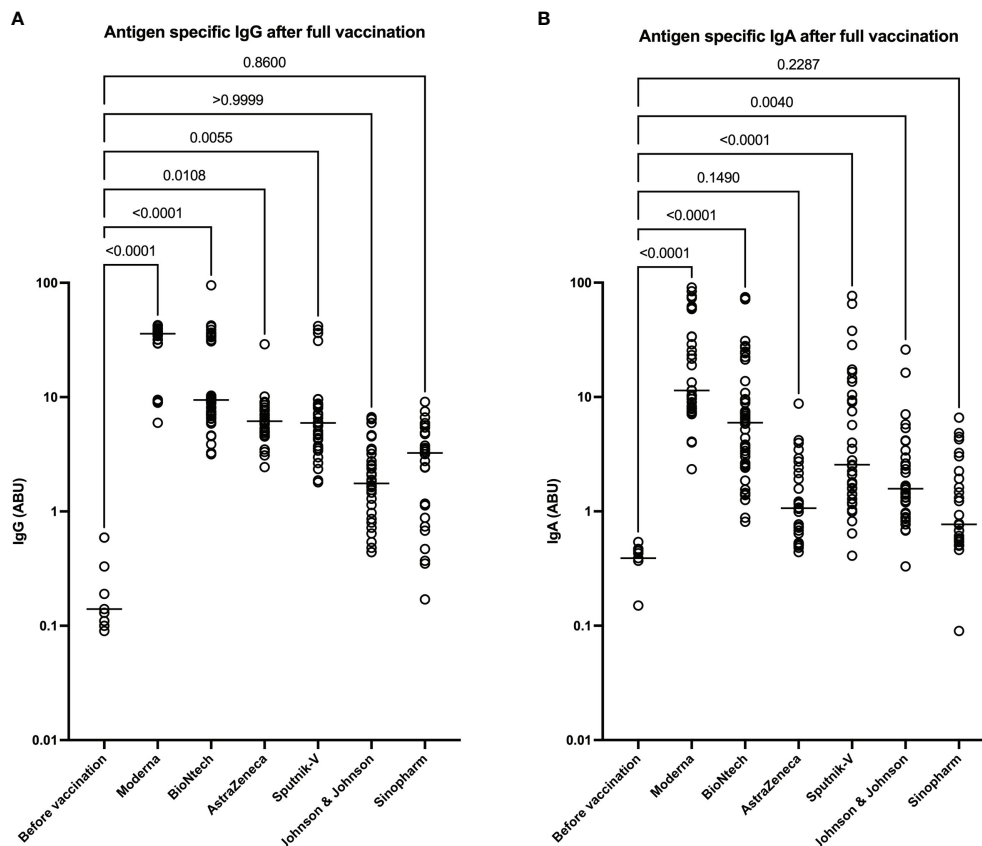 A
Antigen specific IgG after full vaccination
0.8600
>0.9999
0.0055
0.0108
<0.0001
<0.0001
100
10
1
0.1
0.01
IgG (ABU)
Before vaccination
Moderna
BioNtech
AstraZeneca
Sputnik-V
Johnson & Johnson
Sinopharm
B
Antigen specific IgA after full vaccination
0.2287
0.0040
<0.0001
0.1490
<0.0001
<0.0001
100
10
1
0.1
0.01
IgA (ABU)
Before vaccination
Moderna
BioNtech
AstraZeneca
Sputnik-V
Johnson & Johnson
Sinopharm